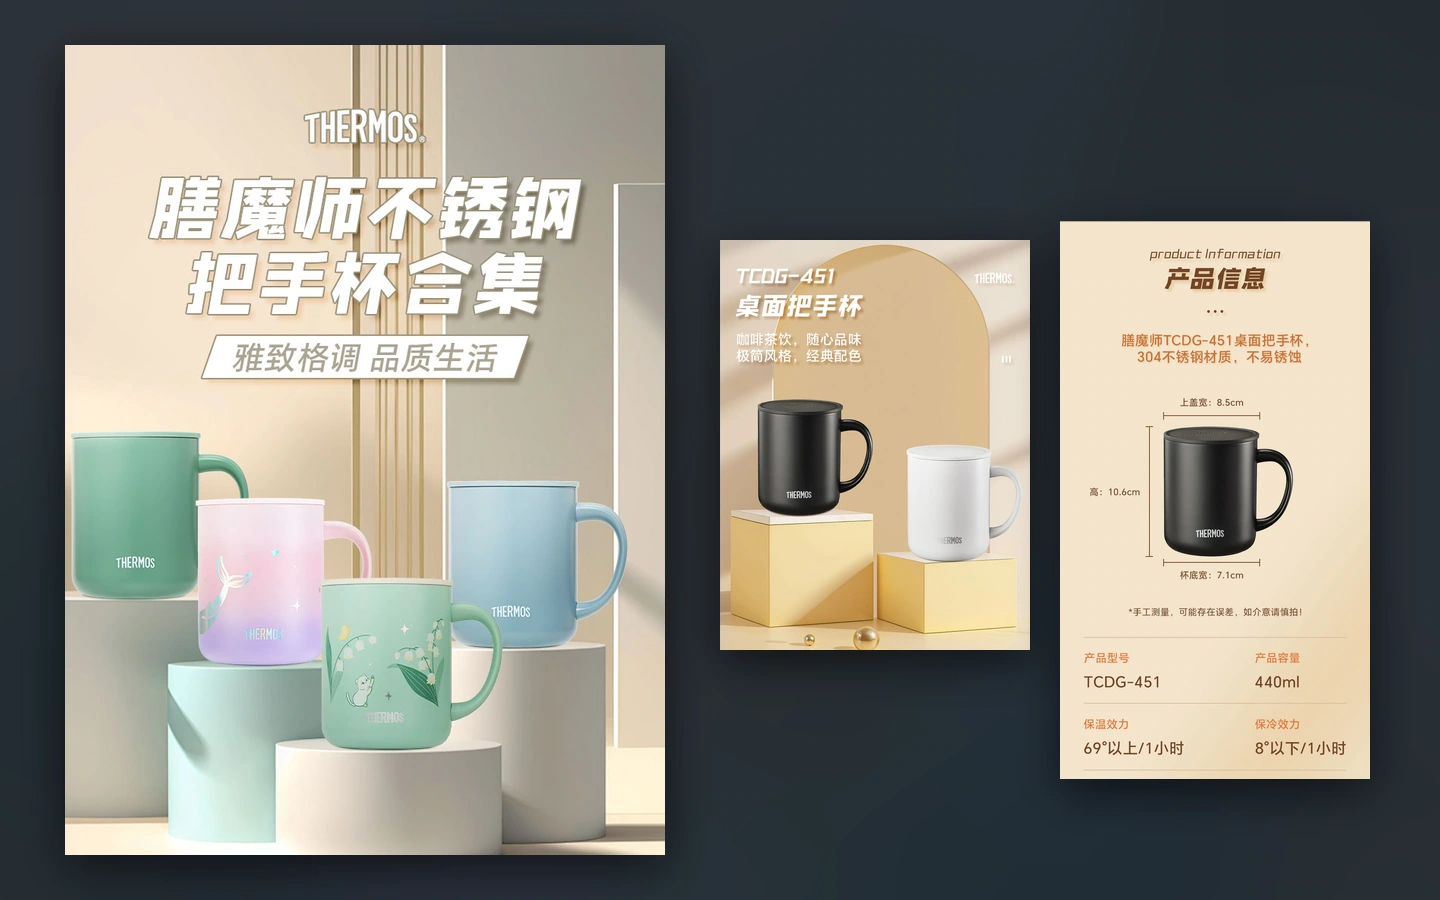 THERMOS®
膳魔师不锈钢
把手杯合集
雅致格调 品质生活
THERMOS
THERMOS
THERMOS
THERMOS
TCDG-451
THERMOS
桌面把手杯
咖啡茶饮，随心品味
极简风格，经典配色
THERMOS
THERMOS
product Information
产品信息
...
膳魔师TCDG-451桌面把手杯，
304不锈钢材质，不易锈蚀
上盖宽：8.5cm
高：10.6cm
THERMOS
杯底宽：7.1cm
*手工测量，可能存在误差，如介意请慎拍！
产品型号
产品容量
TCDG-451
440ml
保温效力
保冷效力
69°以上/1小时
8°以下/1小时